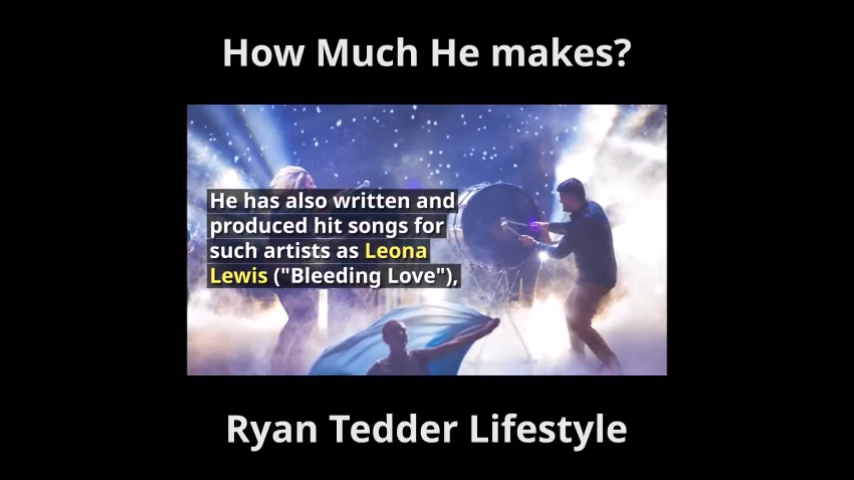 How Much He makes?
He has also written and
produced hit songs for
such artists as Leona
Lewis ("Bleeding Love"),
Ryan Tedder Lifestyle